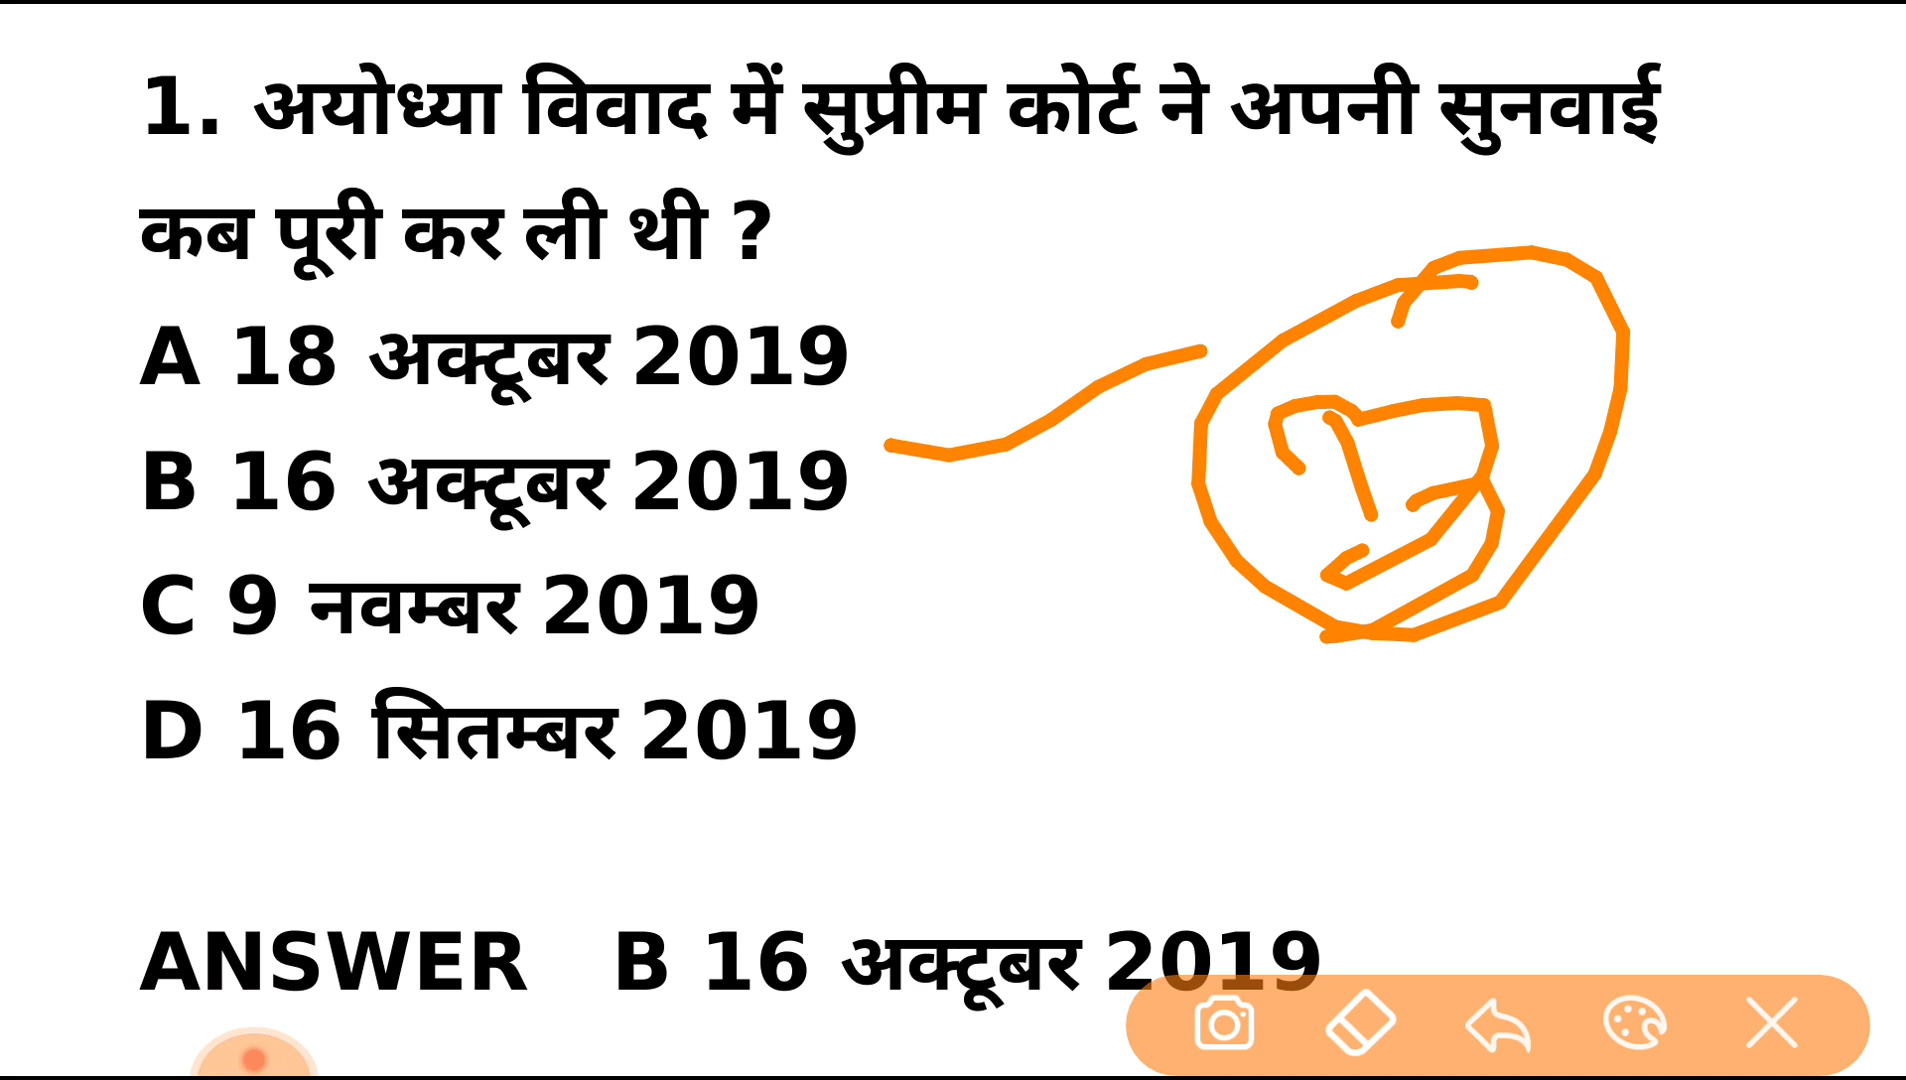 1. अयोध्या विवाद में सुप्रीम कोर्ट ने अपनी सुनवाई
कब पूरी कर ली थी ?
A 18 अक्टूबर 2019
B 16 अक्टूबर 2019
C 9 नवम्बर 2019
D 16 सितम्बर 2019
ANSWER B 16 अक्टूबर 2019